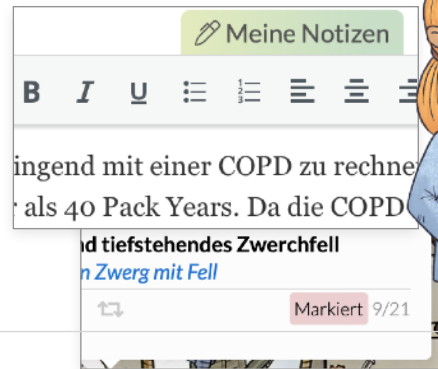 Meine Notizen
B I U
ingend mit einer COPD zu rechne
als 40 Pack Years. Da die COPD
nd tiefstehendes Zwerchfell
n Zwerg mit Fell
Markiert 9/21